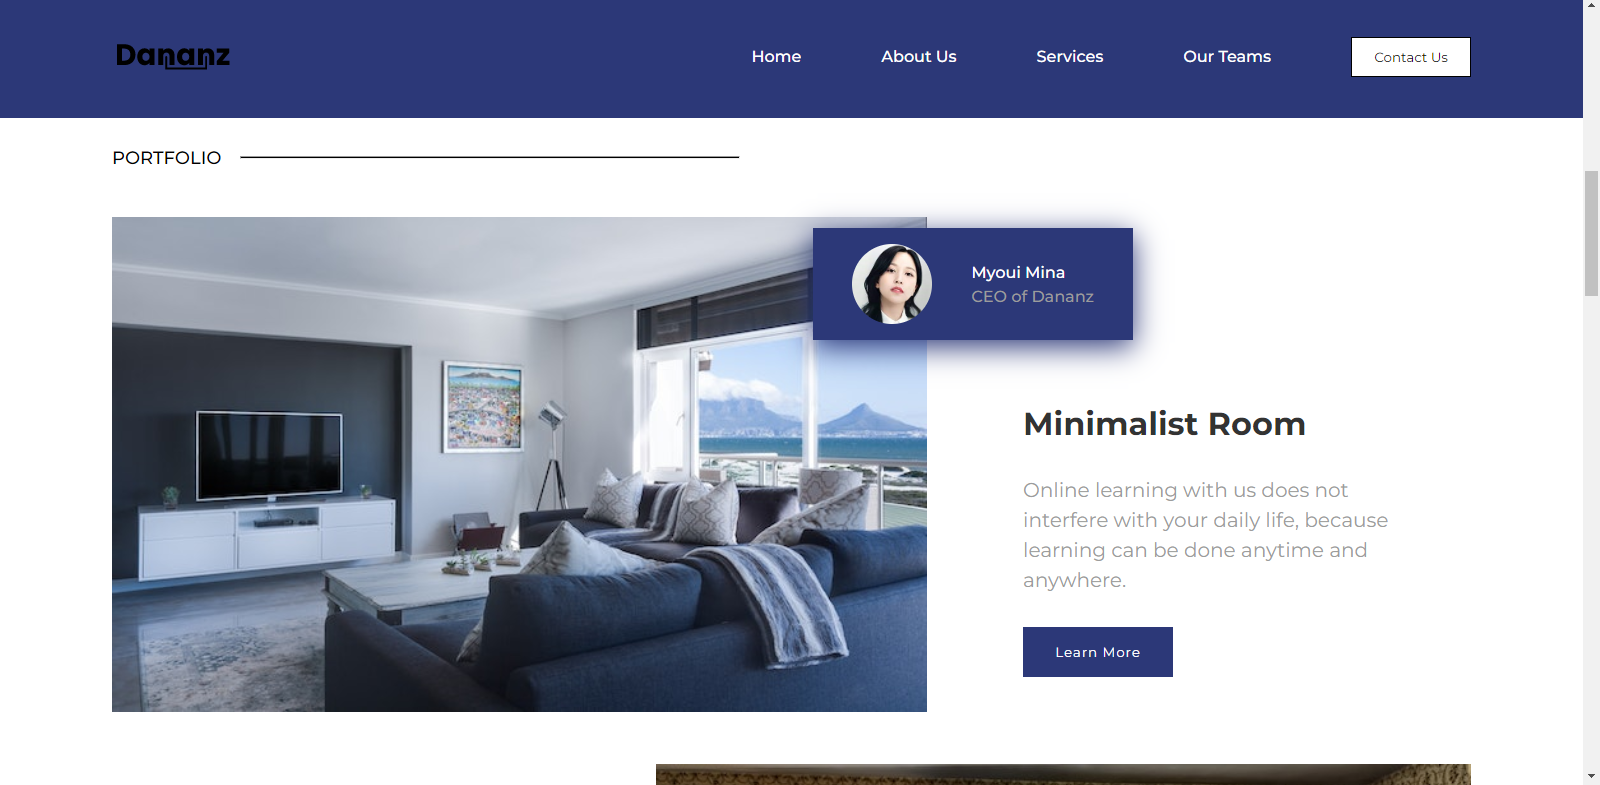 Dananz
Home
About Us
Services
Our Teams
Contact Us
PORTFOLIO
Myoui Mina
CEO of Dananz
Minimalist Room
Online learning with us does not
interfere with your daily life, because
learning can be done anytime and
anywhere.
Learn More